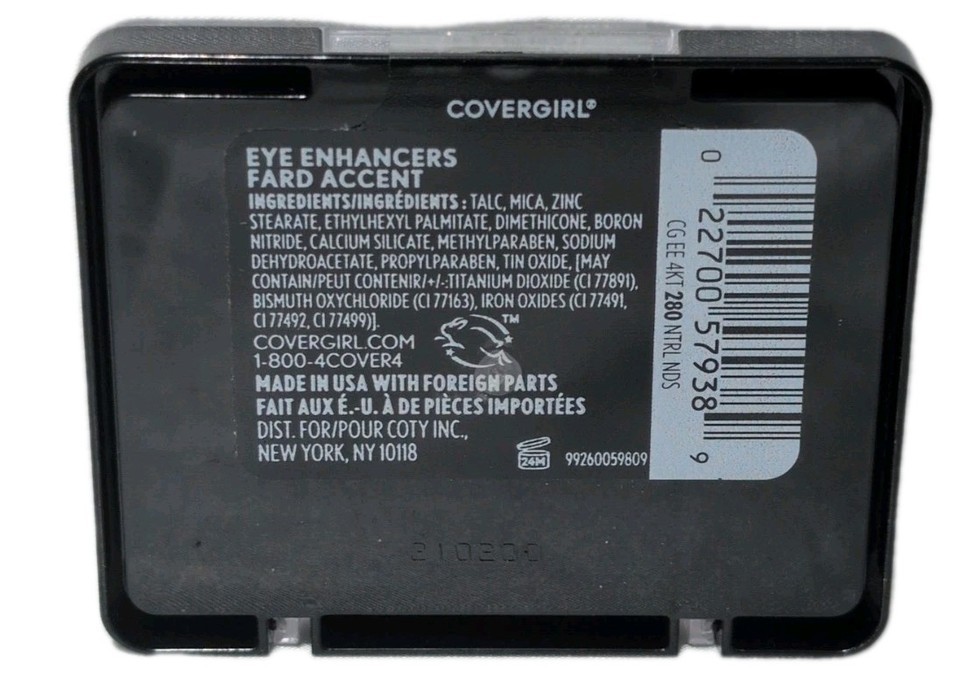 COVERGIRL®
EYE ENHANCERS
FARD ACCENT
INGREDIENTS/INGRÉDIENTS : TALC, MICA, ZINC
STEARATE, ETHYLHEXYL PALMITATE, DIMETHICONE, BORON
NITRIDE, CALCIUM SILICATE, METHYLPARABEN, SODIUM
DEHYDROACETATE, PROPYLPARABEN, TIN OXIDE, [MAY
CONTAIN/PEUT CONTENIR/+/-:TITANIUM DIOXIDE (CI 77891),
BISMUTH OXYCHLORIDE (CI 77163), IRON OXIDES (CI 77491,
CI 77492, CI 77499)].
COVERGIRL.COM
1-800-4COVER4
TM
MADE IN USA WITH FOREIGN PARTS
FAIT AUX É.-U. À DE PIÈCES IMPORTÉES
DIST. FOR/POUR COTY INC.,
NEW YORK, NY 10118
24M
99260059809
0 22700 57938 9
CG EE 4KT 280 NTRL NDS